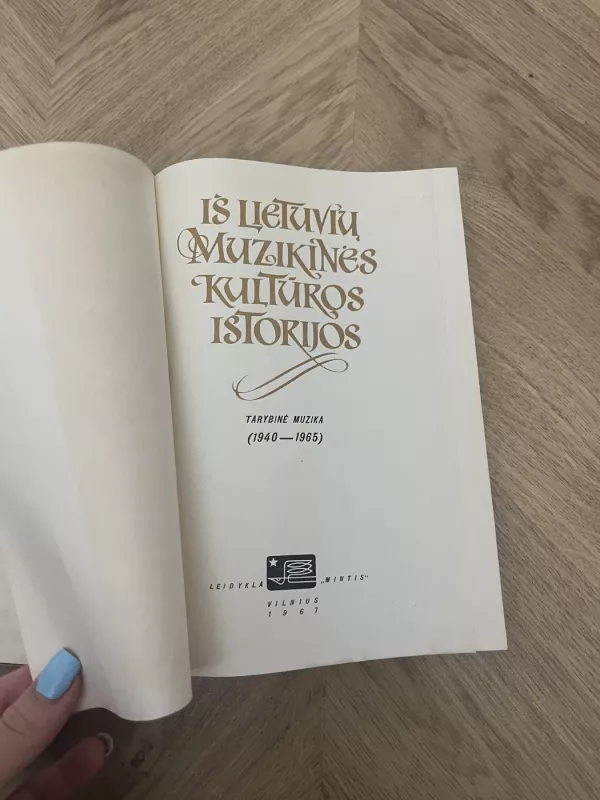 IŠ LIETUVIŲ
MUZIKINĖS
KULTŪROS
ISTORIJOS
TARYBINĖ MUZIKA
(1940—1965)
LEIDYKLA „MINTIS“
VILNIUS
1967